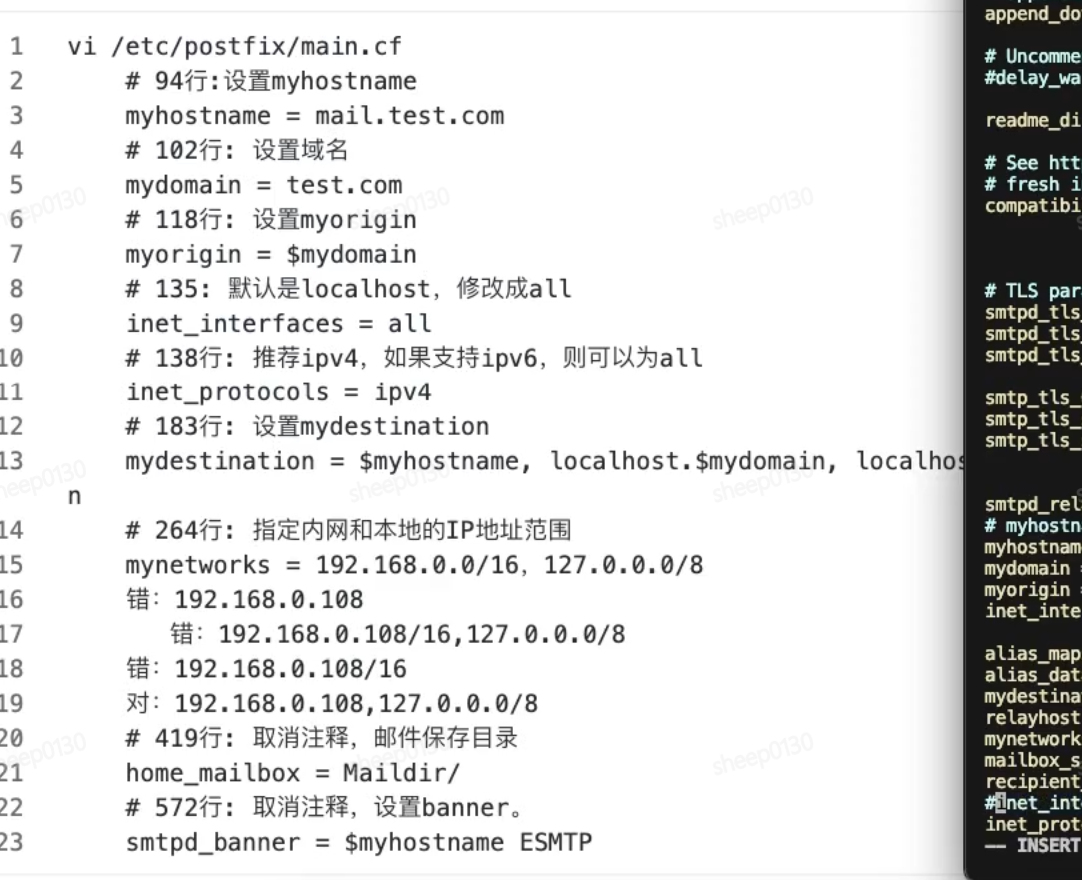 1 vi /etc/postfix/main.cf
2 # 94行:设置myhostname
3 myhostname = mail.test.com
4 # 102行: 设置域名
5 mydomain = test.com
6 # 118行: 设置myorigin
7 myorigin = $mydomain
8 # 135: 默认是localhost，修改成all
9 inet_interfaces = all
10 # 138行: 推荐ipv4，如果支持ipv6，则可以为all
11 inet_protocols = ipv4
12 # 183行: 设置mydestination
13 mydestination = $myhostname, localhost.$mydomain, localhos
n
14 # 264行: 指定内网和本地的IP地址范围
15 mynetworks = 192.168.0.0/16，127.0.0.0/8
16 错：192.168.0.108
17 错：192.168.0.108/16,127.0.0.0/8
18 错：192.168.0.108/16
19 对：192.168.0.108,127.0.0.0/8
20 # 419行: 取消注释，邮件保存目录
21 home_mailbox = Maildir/
22 # 572行: 取消注释，设置banner。
23 smtpd_banner = $myhostname ESMTP
append_do
# Uncomme
#delay_wa
readme_di
# See htt
# fresh i
compatibi
# TLS par
smtpd_tls_
smtpd_tls_
smtpd_tls_
smtp_tls_
smtp_tls_
smtp_tls_
smtpd_rel
# myhostn
myhostnam
mydomain =
myorigin =
inet_inte
alias_map
alias_dat
mydestina
relayhost
mynetwork
mailbox_s
recipient_
#inet_int
inet_prot
-- INSERT
sheep0130
sheep0130
sheep0130
sheep0130
sheep0130
sheep0130
sheep0130
sheep0130
sheep0130